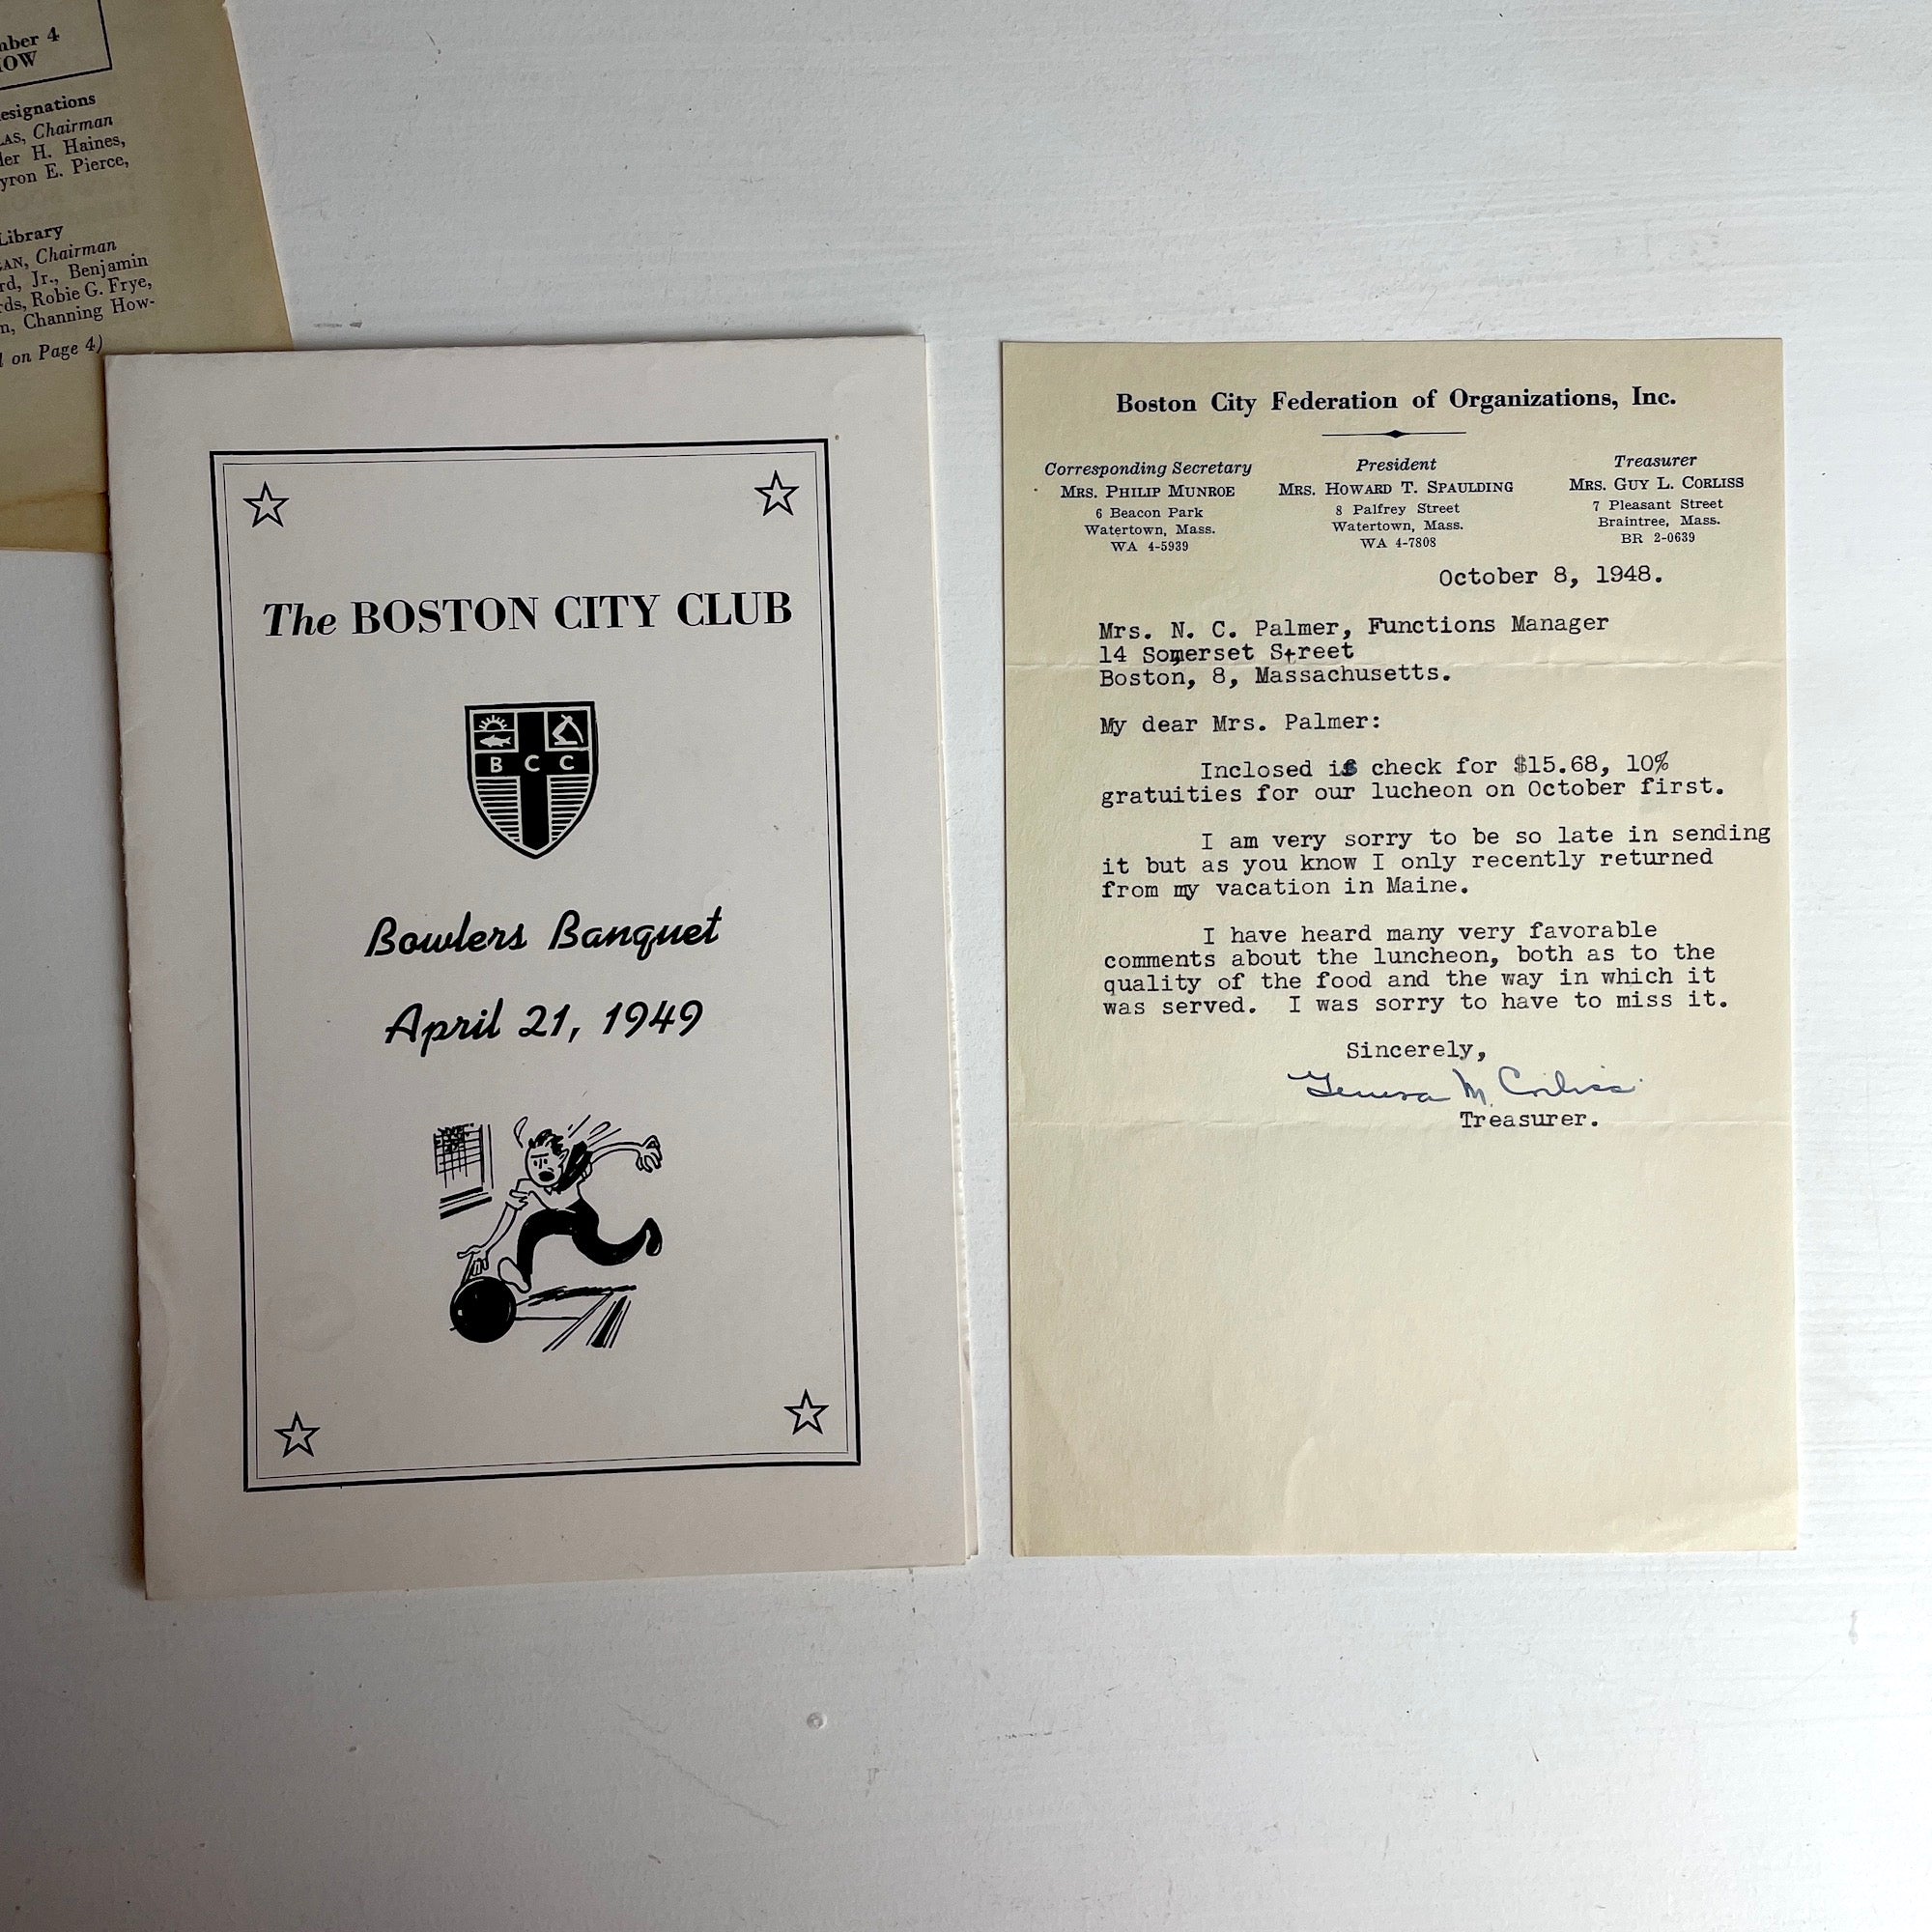 mber 4
OW
esignations
LAS, Chairman
der H. Haines,
yron E. Pierce,
Library
GAN, Chairman
rd, Jr., Benjamin
rds, Robie G. Frye,
n, Channing How-
on Page 4)
The BOSTON CITY CLUB
B C C
Bowlers Banquet
April 21, 1949
Boston City Federation of Organizations, Inc.
Corresponding Secretary
MRS. PHILIP MUNROE
6 Beacon Park
Watertown, Mass.
WA 4-5939
President
MRS. HOWARD T. SPAULDING
8 Palfrey Street
Watertown, Mass.
WA 4-7808
Treasurer
MRS. GUY L. CORLISS
7 Pleasant Street
Braintree, Mass.
BR 2-0639
October 8, 1948.
Mrs. N. C. Palmer, Functions Manager
14 Somerset Street
Boston, 8, Massachusetts.
My dear Mrs. Palmer:
Inclosed is check for $15.68, 10%
gratuities for our lucheon on October first.
I am very sorry to be so late in sending
it but as you know I only recently returned
from my vacation in Maine.
I have heard many very favorable
comments about the luncheon, both as to the
quality of the food and the way in which it
was served. I was sorry to have to miss it.
Sincerely,
M. Corliss
Treasurer.